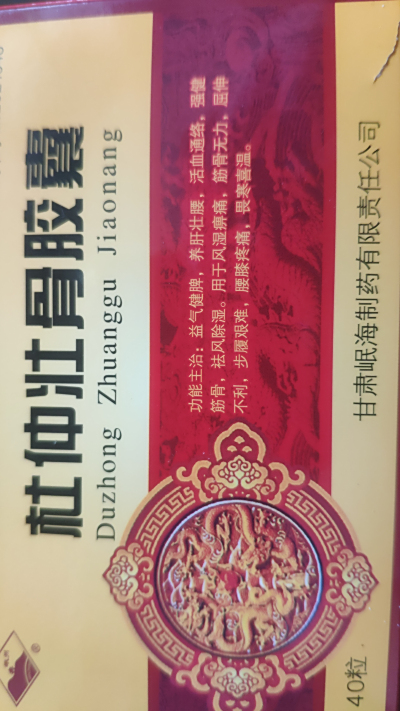 杜仲壮骨胶囊
Duzhong Zhuanggu Jiaonang
功能主治：益气健脾，养肝壮腰，活血通络，强健
筋骨，祛风除湿。用于风湿痹痛，筋骨无力，屈伸
不利，步履艰难，腰膝疼痛，畏寒喜温。
甘肃岷海制药有限责任公司
40粒
®